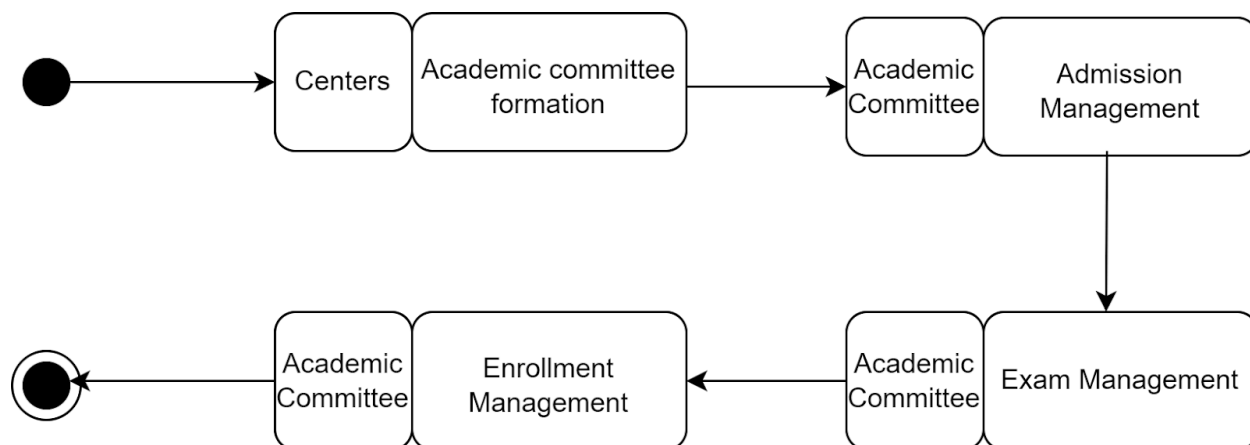 Centers
Academic committee
formation
Academic
Committee
Admission
Management
Academic
Committee
Enrollment
Management
Academic
Committee
Exam Management